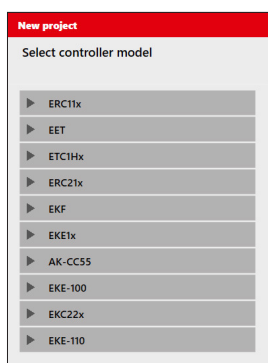 New project
Select controller model
ERC11x
EET
ETC1Hx
ERC21x
EKF
EKE1x
AK-CC55
EKE-100
EKC22x
EKE-110